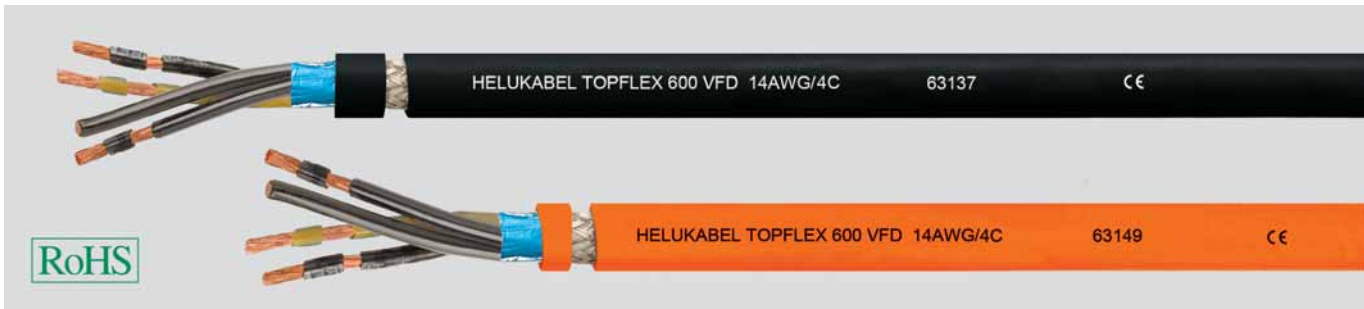 HELUKABEL TOPFLEX 600 VFD 14AWG/4C 63137 CE
HELUKABEL TOPFLEX 600 VFD 14AWG/4C 63149 CE
RoHS